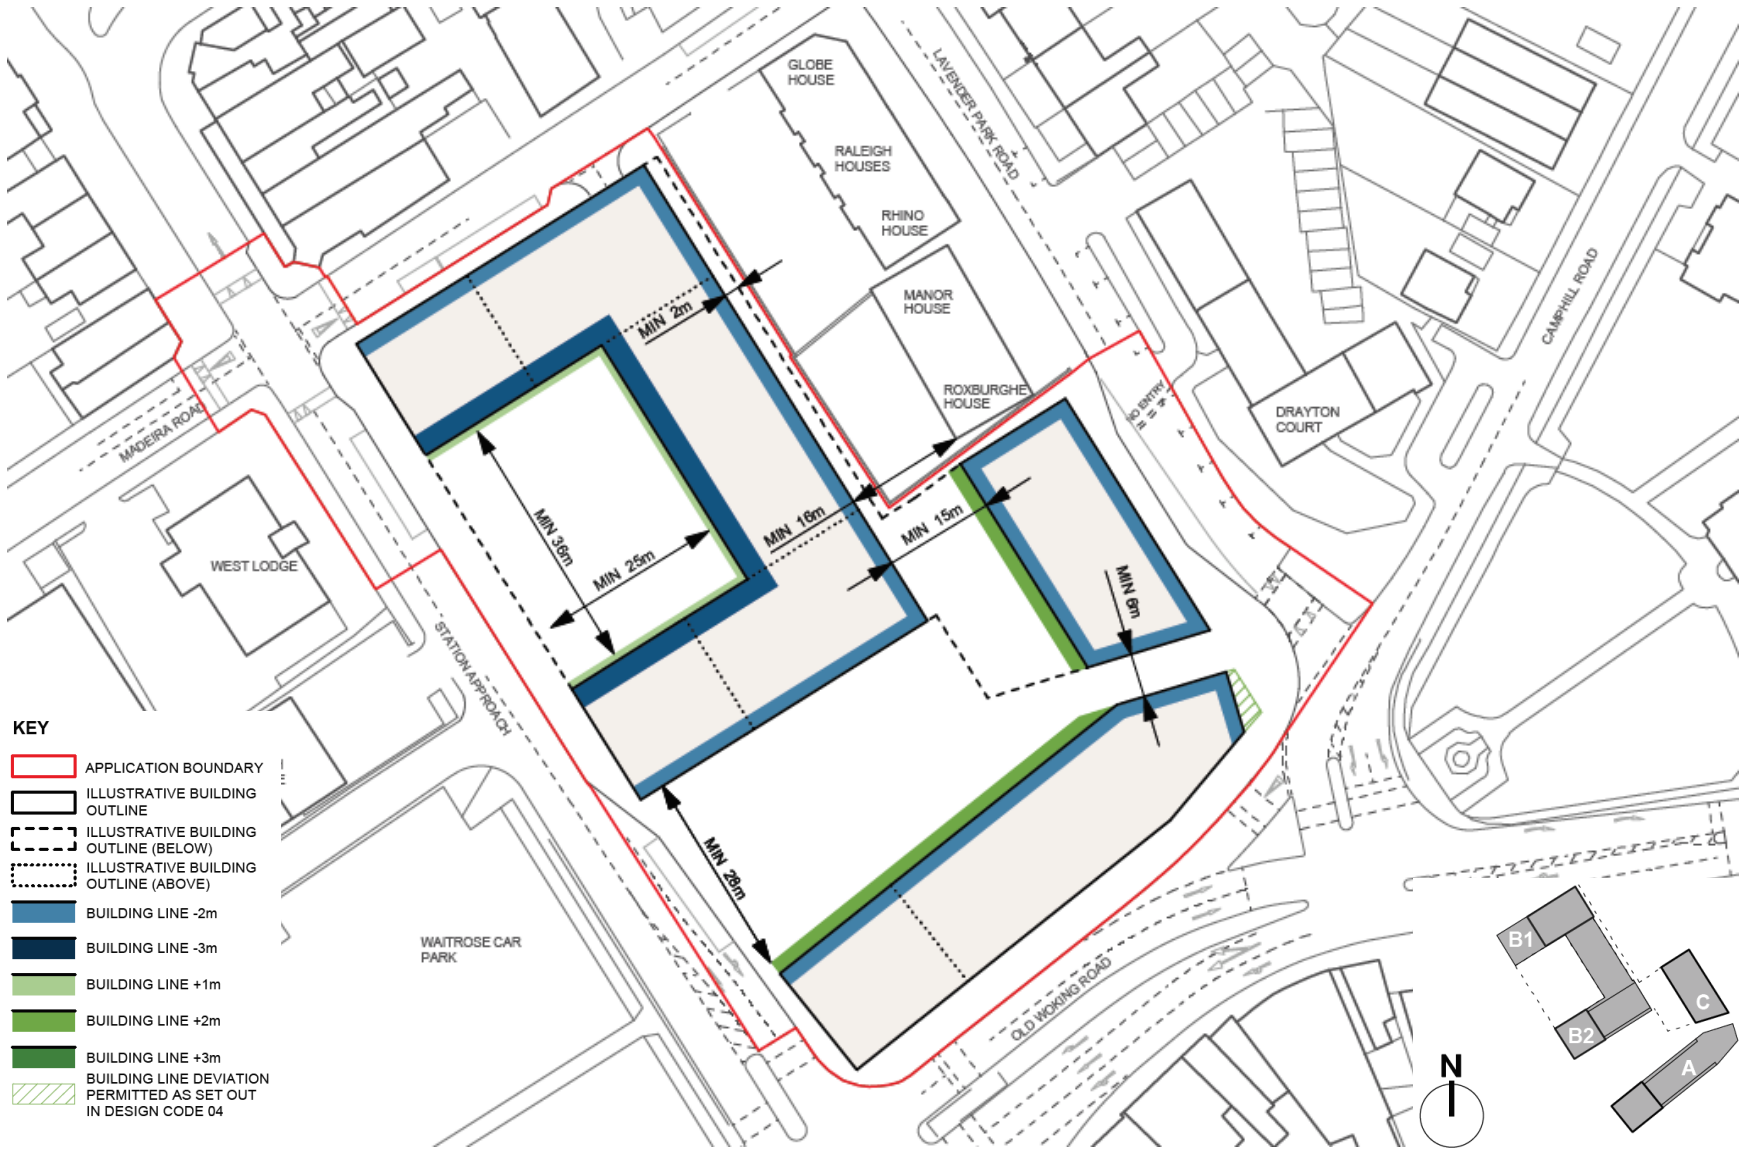 GLOBE
HOUSE
RALEIGH
HOUSES
RHINO
HOUSE
MANOR
HOUSE
ROXBURGHE
HOUSE
LAVENDER PARK ROAD
NO ENTRY
DRAYTON
COURT
CAMPHILL ROAD
MADEIRA ROAD
WEST LODGE
STATION APPROACH
WAITROSE CAR
PARK
OLD WOKING ROAD
MIN 2m
MIN 36m
MIN 25m
MIN 16m
MIN 15m
MIN 6m
MIN 28m
KEY
APPLICATION BOUNDARY
ILLUSTRATIVE BUILDING
OUTLINE
ILLUSTRATIVE BUILDING
OUTLINE (BELOW)
ILLUSTRATIVE BUILDING
OUTLINE (ABOVE)
BUILDING LINE -2m
BUILDING LINE -3m
BUILDING LINE +1m
BUILDING LINE +2m
BUILDING LINE +3m
BUILDING LINE DEVIATION
PERMITTED AS SET OUT
IN DESIGN CODE 04
B1
B2
C
A
N